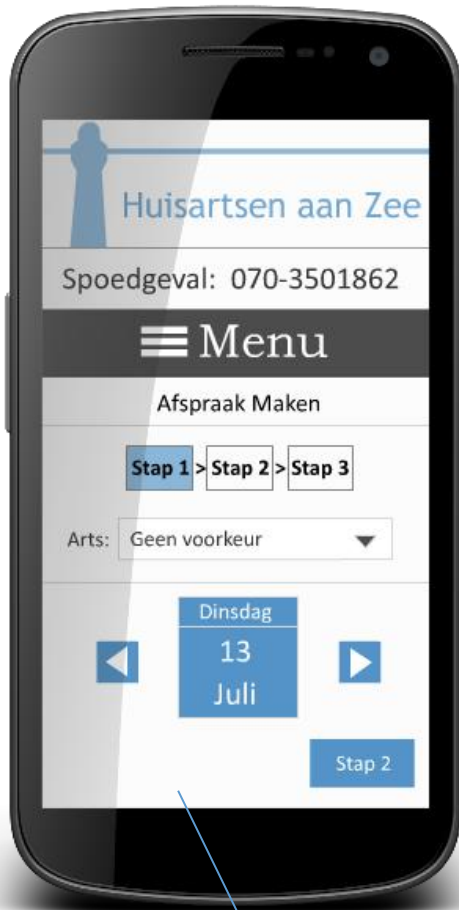 Huisartsen aan Zee
Spoedgeval: 070-3501862
Menu
Afspraak Maken
Stap 1 > Stap 2 > Stap 3
Arts: Geen voorkeur
Dinsdag
13
Juli
Stap 2